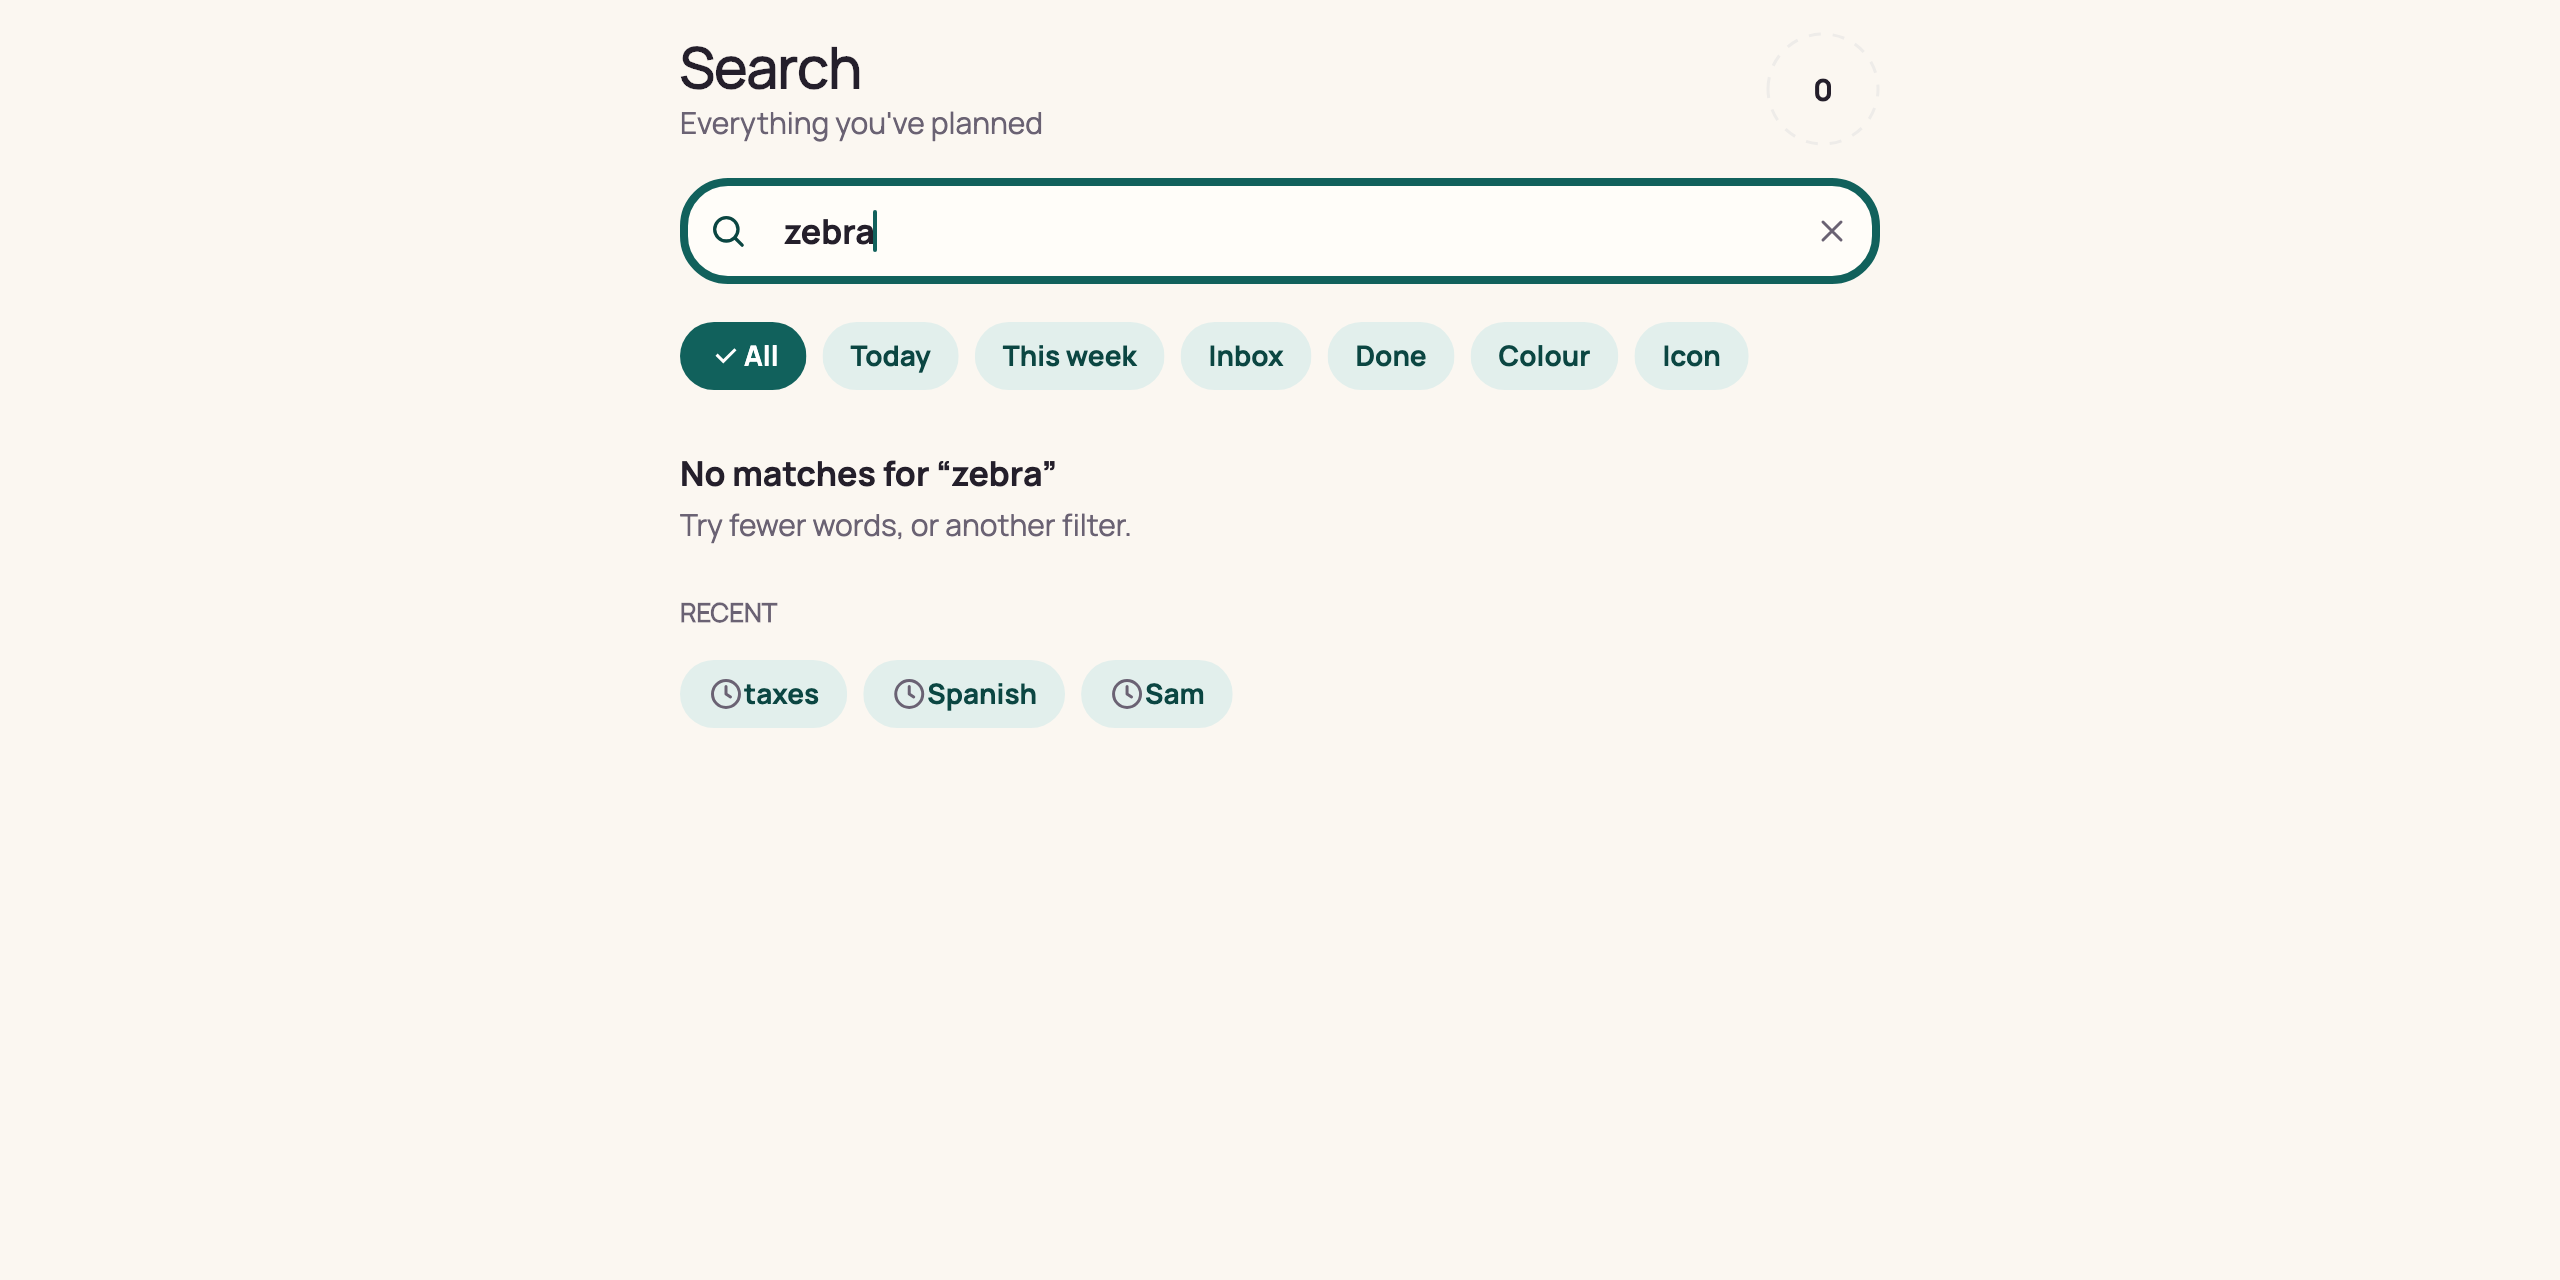 Search
0
Everything you've planned
zebra
All Today This week Inbox Done Colour Icon
No matches for “zebra”
Try fewer words, or another filter.
RECENT
taxes Spanish Sam